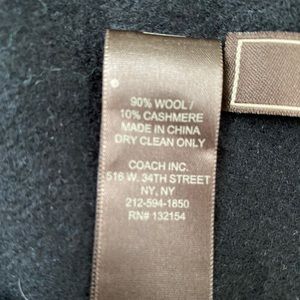 90% WOOL/
10% CASHMERE
MADE IN CHINA
DRY CLEAN ONLY
COACH INC.
516 W. 34TH STREET
NY, NY
212-594-1850
RN# 132154